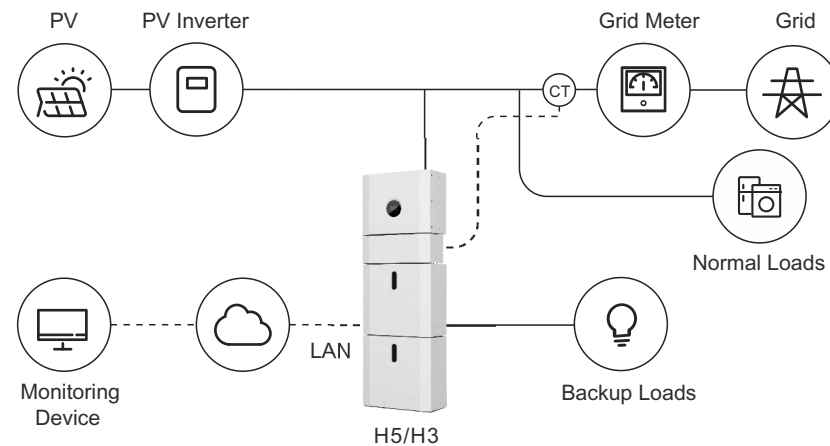 PV
PV Inverter
Grid Meter
Grid
CT
Normal Loads
LAN
Monitoring
Device
Backup Loads
H5/H3